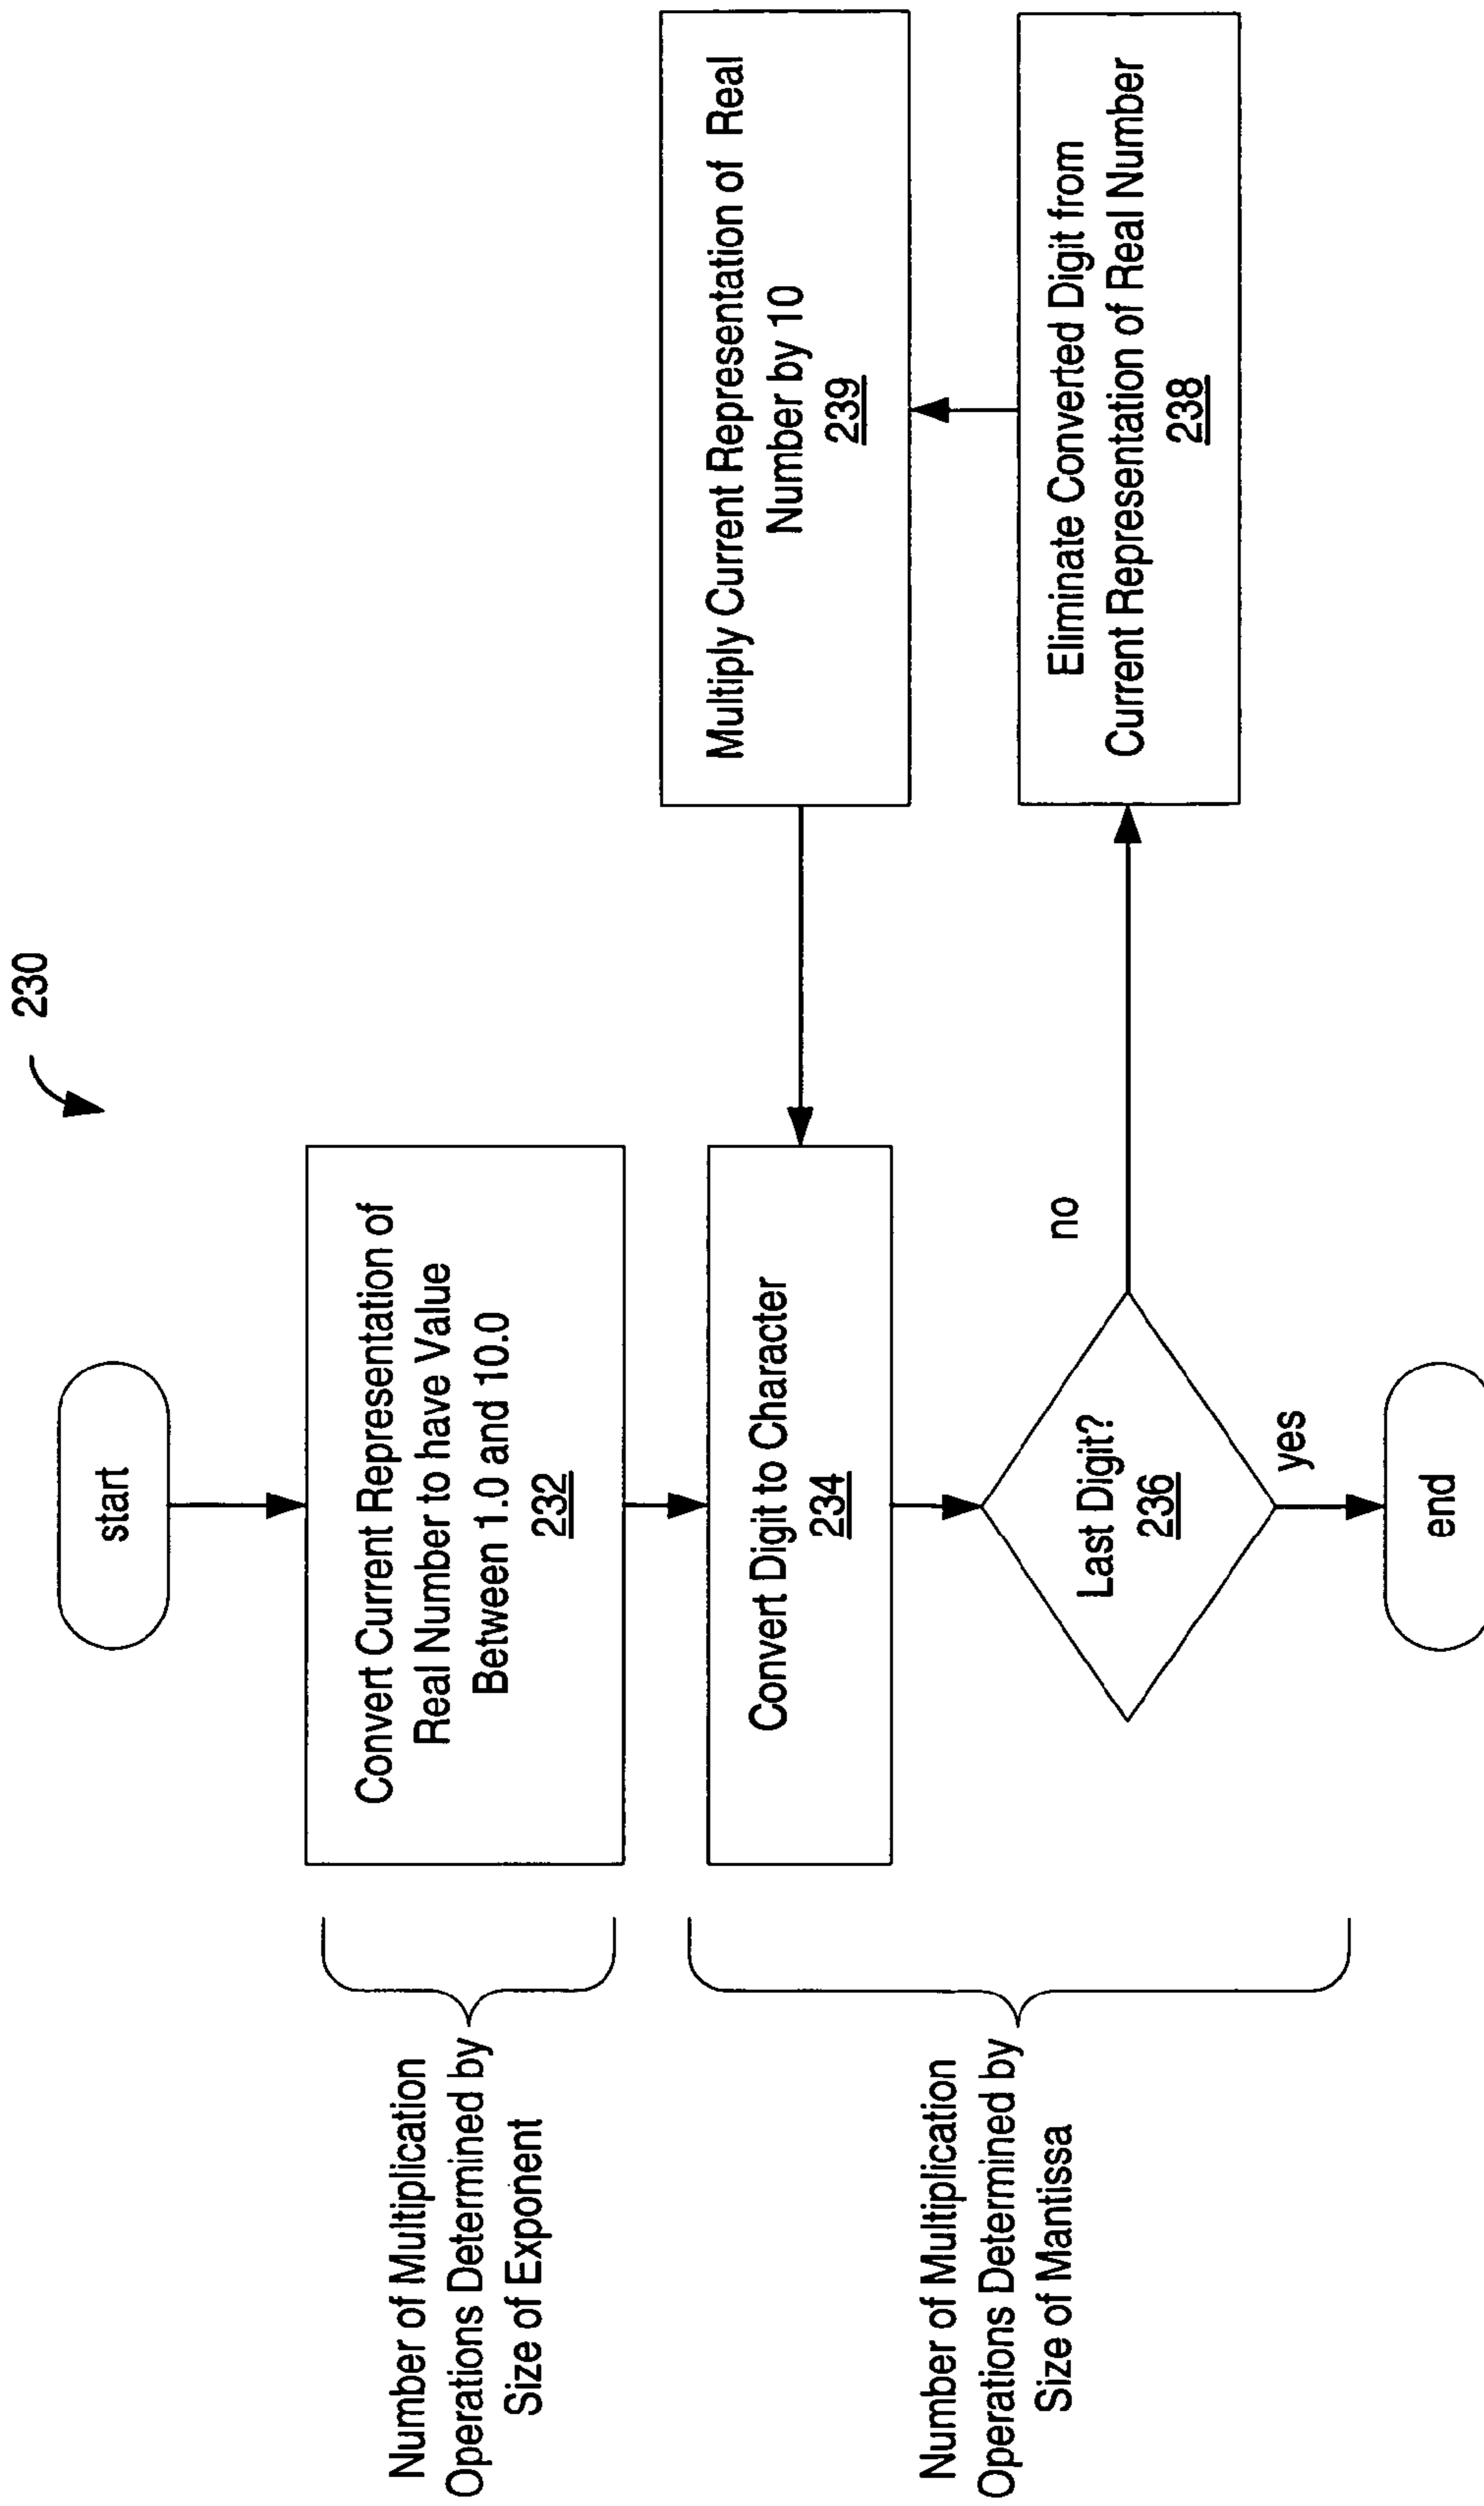 230
start
Convert Current Representation of
Real Number to have Value
Between 1.0 and 10.0
232
Number of Multiplication
Operations Determined by
Size of Exponent
Convert Digit to Character
234
Multiply Current Representation of Real
Number by 10
239
Number of Multiplication
Operations Determined by
Size of Mantissa
Last Digit?
236
no
yes
Eliminate Converted Digit from
Current Representation of Real Number
238
end